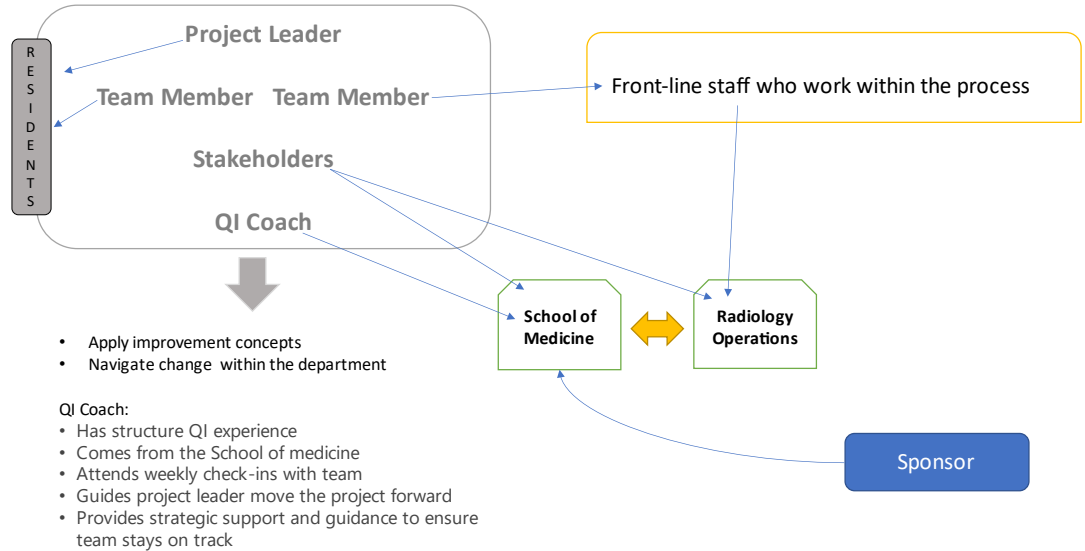 RESIDENTS
Project Leader
Team Member Team Member
Stakeholders
QI Coach
Front-line staff who work within the process
School of
Medicine
Radiology
Operations
Sponsor
• Apply improvement concepts
• Navigate change within the department
QI Coach:
• Has structure QI experience
• Comes from the School of medicine
• Attends weekly check-ins with team
• Guides project leader move the project forward
• Provides strategic support and guidance to ensure
team stays on track